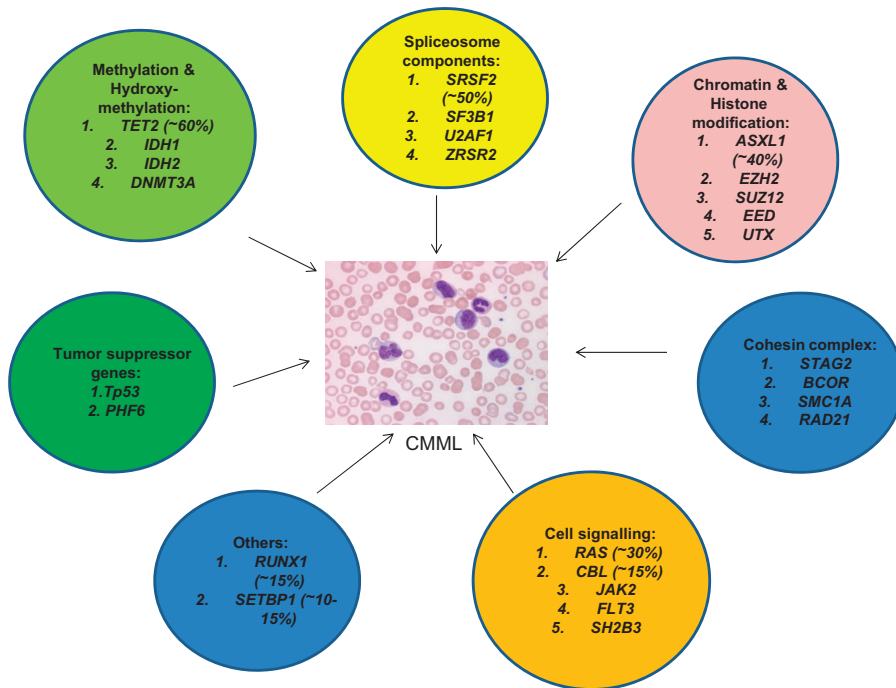 Methylation &
Hydroxy-
methylation:
1. TET2 (~60%)
2. IDH1
3. IDH2
4. DNMT3A
Spliceosome
components:
1. SRSF2
(~50%)
2. SF3B1
3. U2AF1
4. ZRSR2
Chromatin &
Histone
modification:
1. ASXL1
(~40%)
2. EZH2
3. SUZ12
4. EED
5. UTX
Tumor suppressor
genes:
1.Tp53
2. PHF6
CMML
Cohesin complex:
1. STAG2
2. BCOR
3. SMC1A
4. RAD21
Others:
1. RUNX1
(~15%)
2. SETBP1 (~10-
15%)
Cell signalling:
1. RAS (~30%)
2. CBL (~15%)
3. JAK2
4. FLT3
5. SH2B3